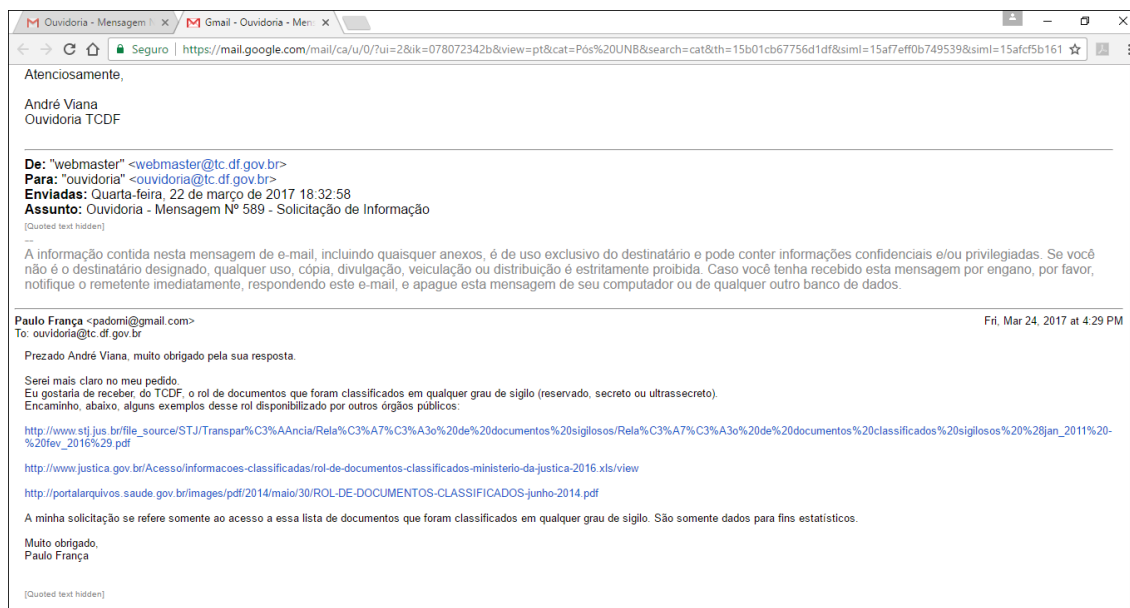 Ouvidoria - Mensagem N
Gmail - Ouvidoria - Men
Seguro | https://mail.google.com/mail/ca/u/0/?ui=2&ik=078072342b&view=pt&cat=Pós%20UNB&search=cat&th=15b01cb67756d1df&siml=15af7eff0b749539&siml=15afcf5b161
Atenciosamente,
André Viana
Ouvidoria TCDF
De: "webmaster" <webmaster@tc.df.gov.br>
Para: "ouvidoria" <ouvidoria@tc.df.gov.br>
Enviadas: Quarta-feira, 22 de março de 2017 18:32:58
Assunto: Ouvidoria - Mensagem Nº 589 - Solicitação de Informação
[Quoted text hidden]
--
A informação contida nesta mensagem de e-mail, incluindo quaisquer anexos, é de uso exclusivo do destinatário e pode conter informações confidenciais e/ou privilegiadas. Se você
não é o destinatário designado, qualquer uso, cópia, divulgação, veiculação ou distribuição é estritamente proibida. Caso você tenha recebido esta mensagem por engano, por favor,
notifique o remetente imediatamente, respondendo este e-mail, e apague esta mensagem de seu computador ou de qualquer outro banco de dados.
Paulo França <padorni@gmail.com> Fri, Mar 24, 2017 at 4:29 PM
To: ouvidoria@tc.df.gov.br
Prezado André Viana, muito obrigado pela sua resposta.
Serei mais claro no meu pedido.
Eu gostaria de receber, do TCDF, o rol de documentos que foram classificados em qualquer grau de sigilo (reservado, secreto ou ultrassecreto).
Encaminho, abaixo, alguns exemplos desse rol disponibilizado por outros órgãos públicos:
http://www.stj.jus.br/file_source/STJ/Transpar%C3%AAncia/Rela%C3%A7%C3%A3o%20de%20documentos%20sigilosos/Rela%C3%A7%C3%A3o%20de%20documentos%20classificados%20sigilosos%20%28jan_2011%20-
%20fev_2016%29.pdf
http://www.justica.gov.br/Acesso/informacoes-classificadas/rol-de-documentos-classificados-ministerio-da-justica-2016.xls/view
http://portalarquivos.saude.gov.br/images/pdf/2014/maio/30/ROL-DE-DOCUMENTOS-CLASSIFICADOS-junho-2014.pdf
A minha solicitação se refere somente ao acesso a essa lista de documentos que foram classificados em qualquer grau de sigilo. São somente dados para fins estatísticos.
Muito obrigado,
Paulo França
[Quoted text hidden]